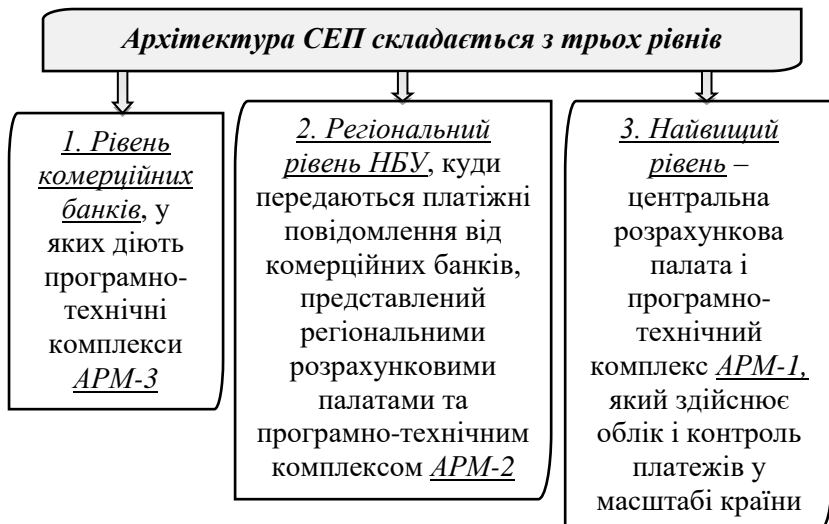 Архітектура СЕП складається з трьох рівнів
1. Рівень
комерційних
банків, у
яких діють
програмно-
технічні
комплекси
АРМ-3
2. Регіональний
рівень НБУ, куди
передаються платіжні
повідомлення від
комерційних банків,
представлений
регіональними
розрахунковими
палатами та
програмно-технічним
комплексом АРМ-2
3. Найвищий
рівень –
центральна
розрахункова
палата і
програмно-
технічний
комплекс АРМ-1,
який здійснює
облік і контроль
платежів у
масштабі країни